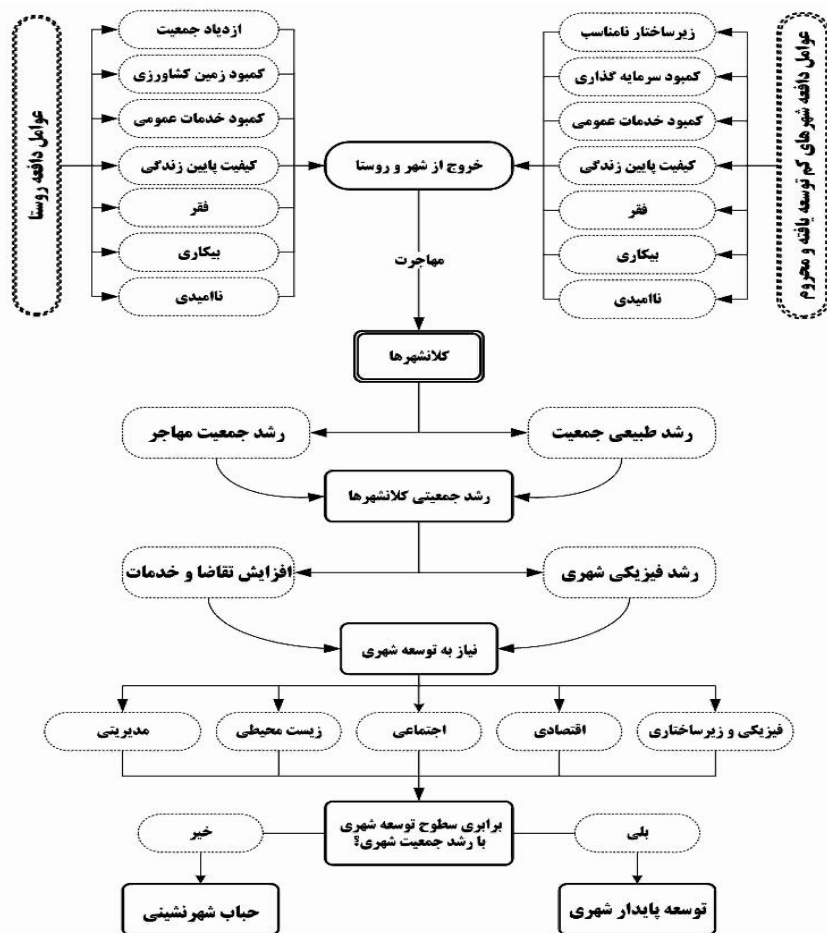 عوامل دافعه شهرهای کم توسعه یافته و محروم
زیرساختار نامناسب
کمبود سرمایه گذاری
کمبود خدمات عمومی
کیفیت پایین زندگی
فقر
بیکاری
ناامیدی
خروج از شهر و روستا
ازدیاد جمعیت
کمبود زمین کشاورزی
کمبود خدمات عمومی
کیفیت پایین زندگی
فقر
بیکاری
ناامیدی
عوامل دافعه روستا
مهاجرت
کلانشهرها
رشد طبیعی جمعیت
رشد جمعیت مهاجر
رشد جمعیتی کلانشهرها
رشد فیزیکی شهری
افزایش تقاضا و خدمات
نیاز به توسعه شهری
فیزیکی و زیرساختاری
اقتصادی
اجتماعی
زیست محیطی
مدیریتی
برابری سطوح توسعه شهری
با رشد جمعیت شهری؟
بلی
خیر
توسعه پایدار شهری
حباب شهرنشینی